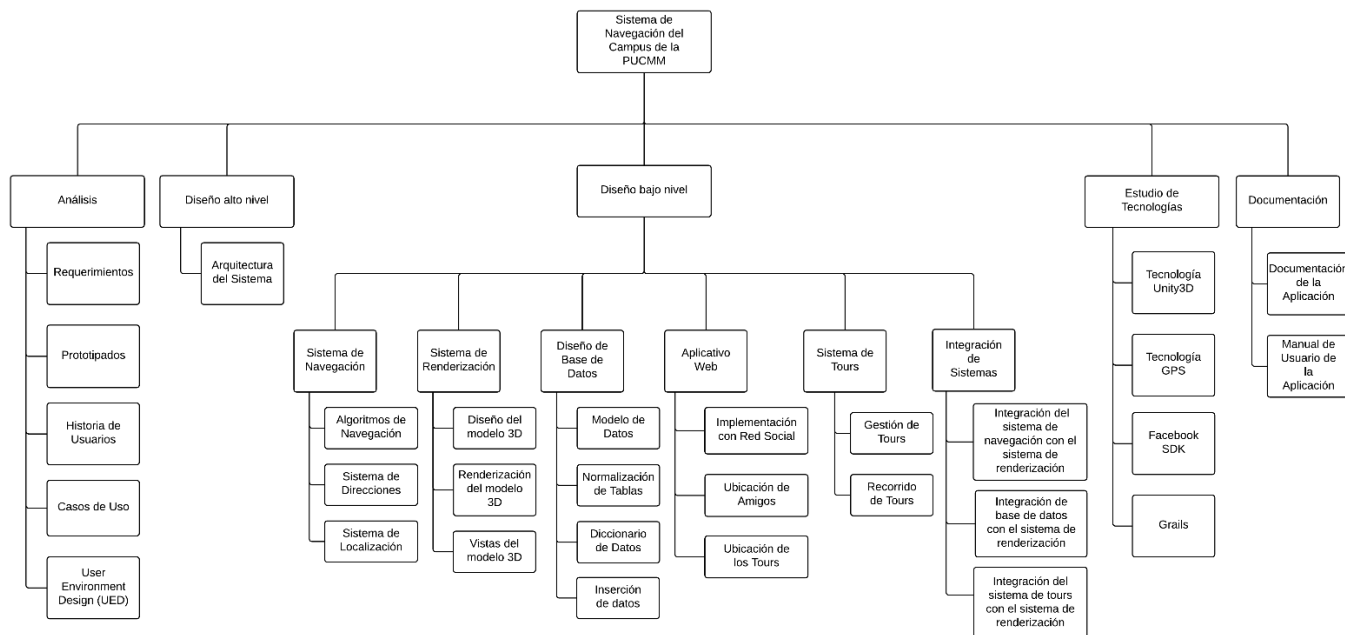 Sistema de
Navegación del
Campus de la
PUCMM
Análisis
Diseño alto nivel
Diseño bajo nivel
Estudio de
Tecnologías
Documentación
Requerimientos
Prototipados
Historia de
Usuarios
Casos de Uso
User
Environment
Design (UED)
Arquitectura
del Sistema
Sistema de
Navegación
Algoritmos de
Navegación
Sistema de
Direcciones
Sistema de
Localización
Sistema de
Renderización
Diseño del
modelo 3D
Renderización
del modelo
3D
Vistas del
modelo 3D
Diseño de
Base de
Datos
Modelo de
Datos
Normalización
de Tablas
Diccionario
de Datos
Inserción
de datos
Aplicativo
Web
Implementación
con Red Social
Ubicación de
Amigos
Ubicación de
los Tours
Sistema de
Tours
Gestión de
Tours
Recorrido
de Tours
Integración
de
Sistemas
Integración del
sistema de
navegación con el
sistema de
renderización
Integración de
base de datos
con el sistema de
renderización
Integración del
sistema de tours
con el sistema de
renderización
Tecnología
Unity3D
Tecnología
GPS
Facebook
SDK
Grails
Documentación
de la
Aplicación
Manual de
Usuario de
la
Aplicación